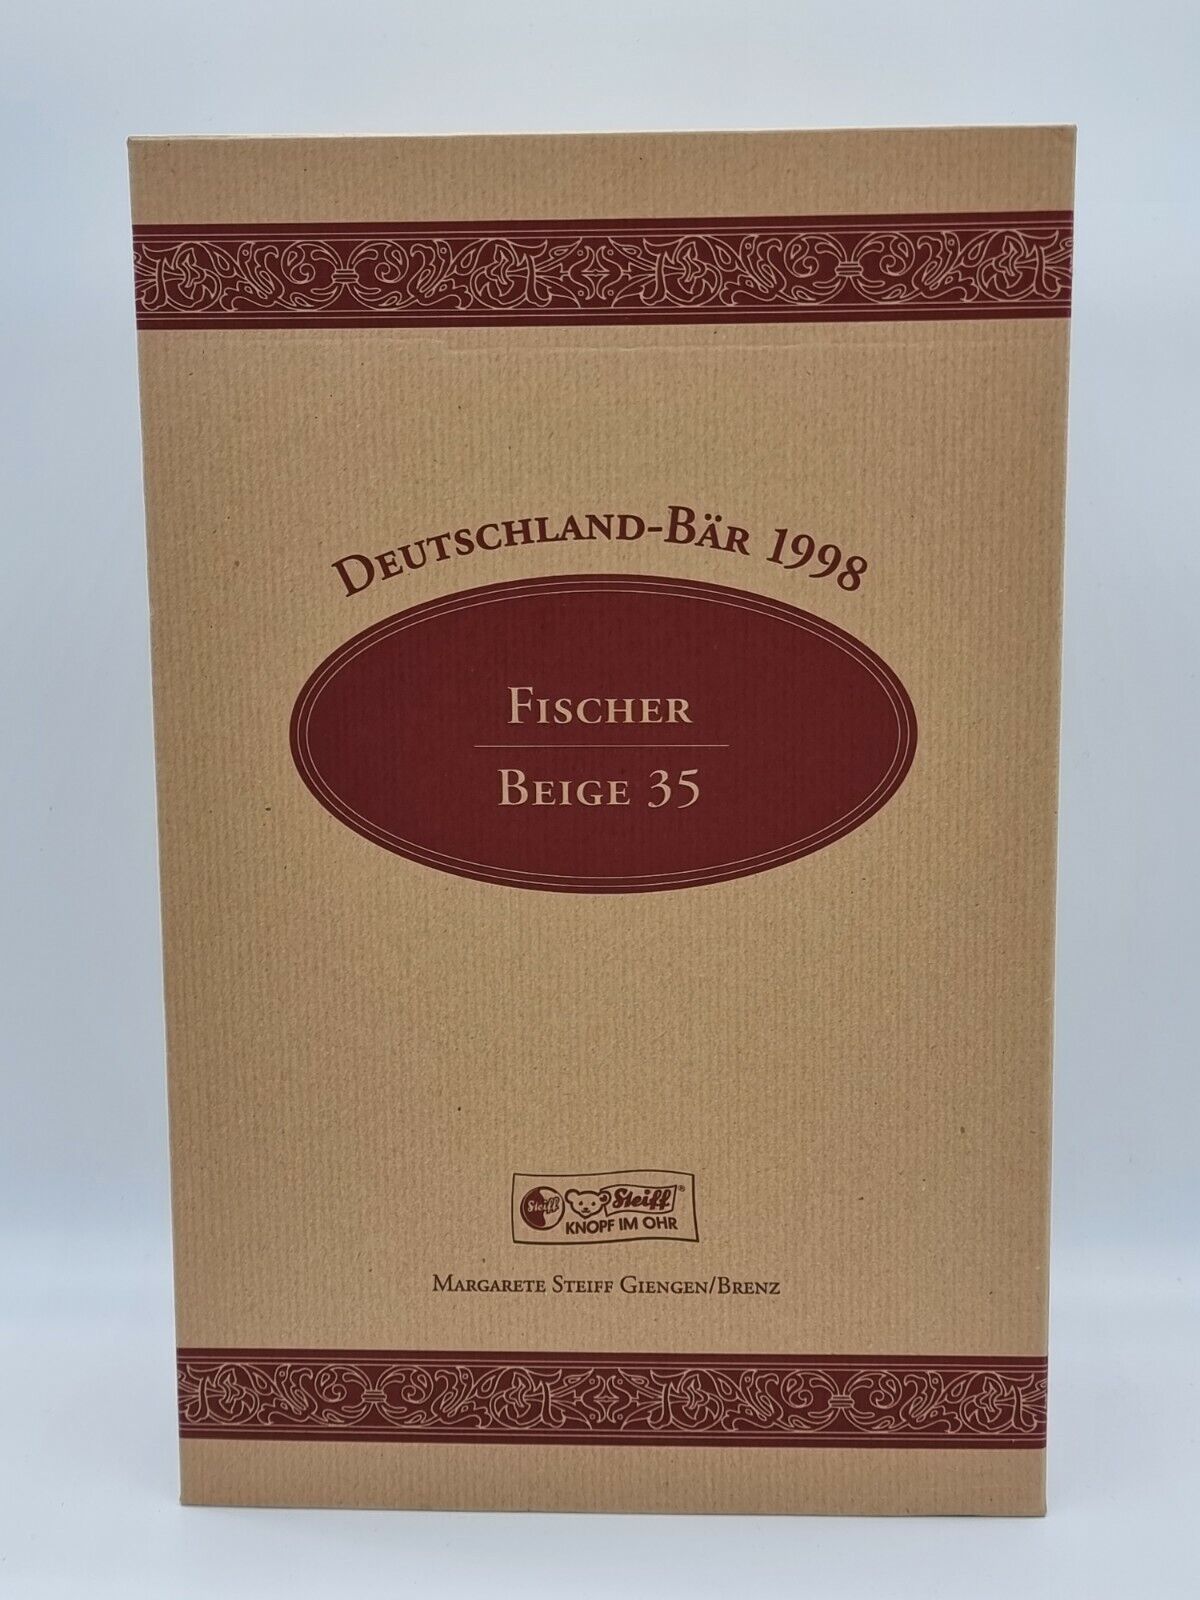 Deutschland-Bär 1998
Fischer
Beige 35
Steiff Steiff®
KNOPF IM OHR
Margarete Steiff Giengen/Brenz